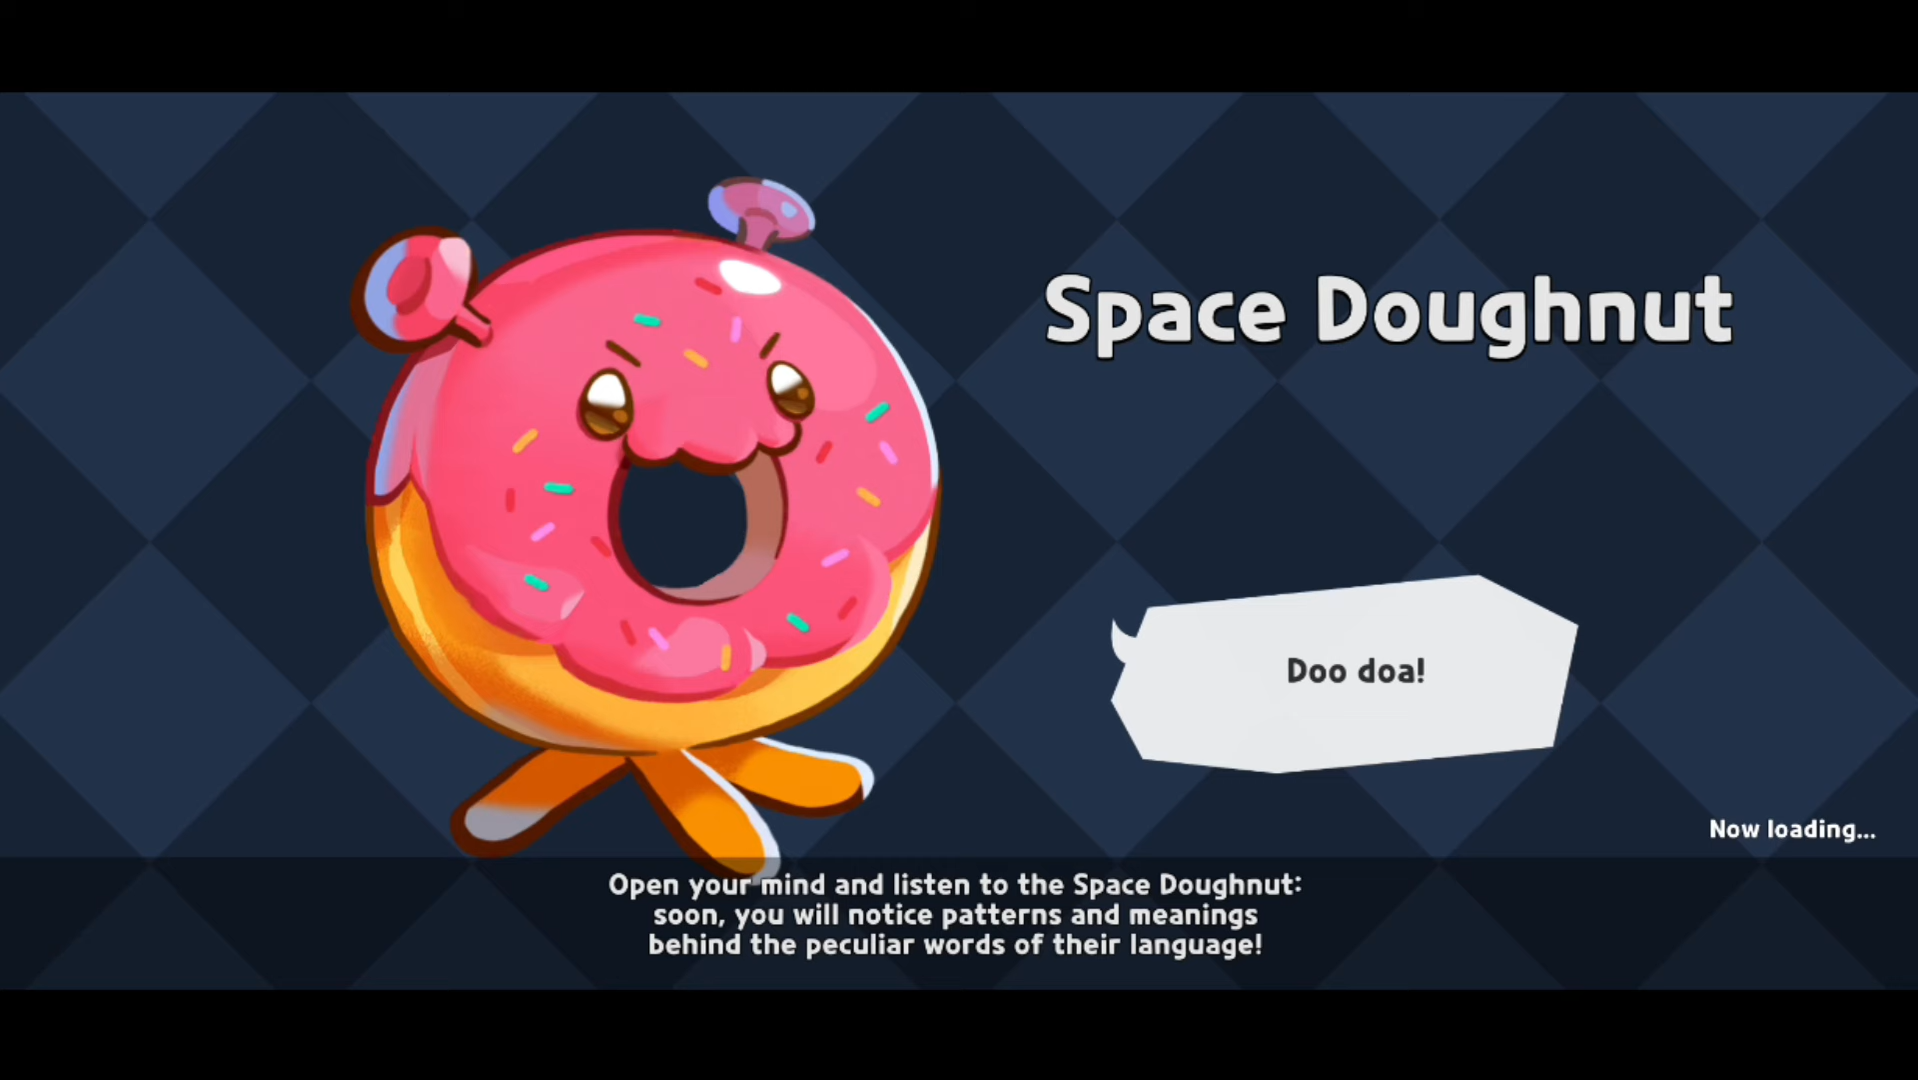 Space Doughnut
Doo doa!
Now loading...
Open your mind and listen to the Space Doughnut:
soon, you will notice patterns and meanings
behind the peculiar words of their language!